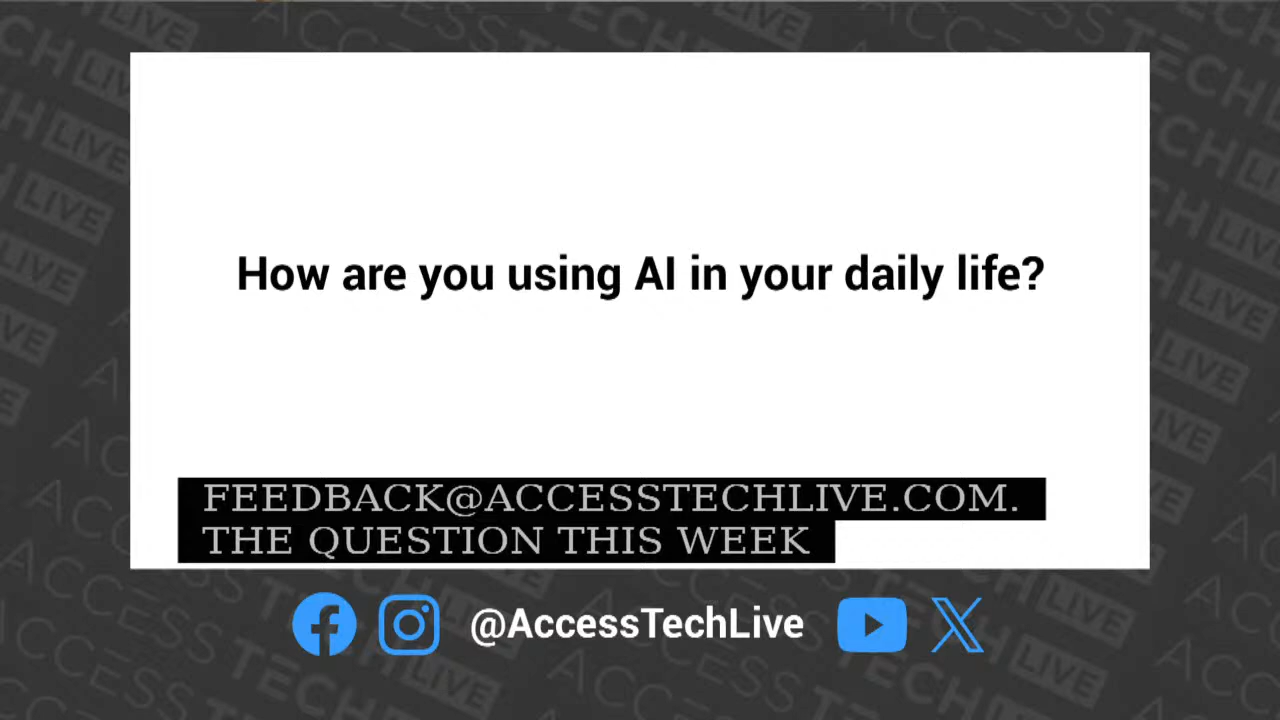 How are you using AI in your daily life?
FEEDBACK@ACCESSTECHLIVE.COM.
THE QUESTION THIS WEEK
@AccessTechLive